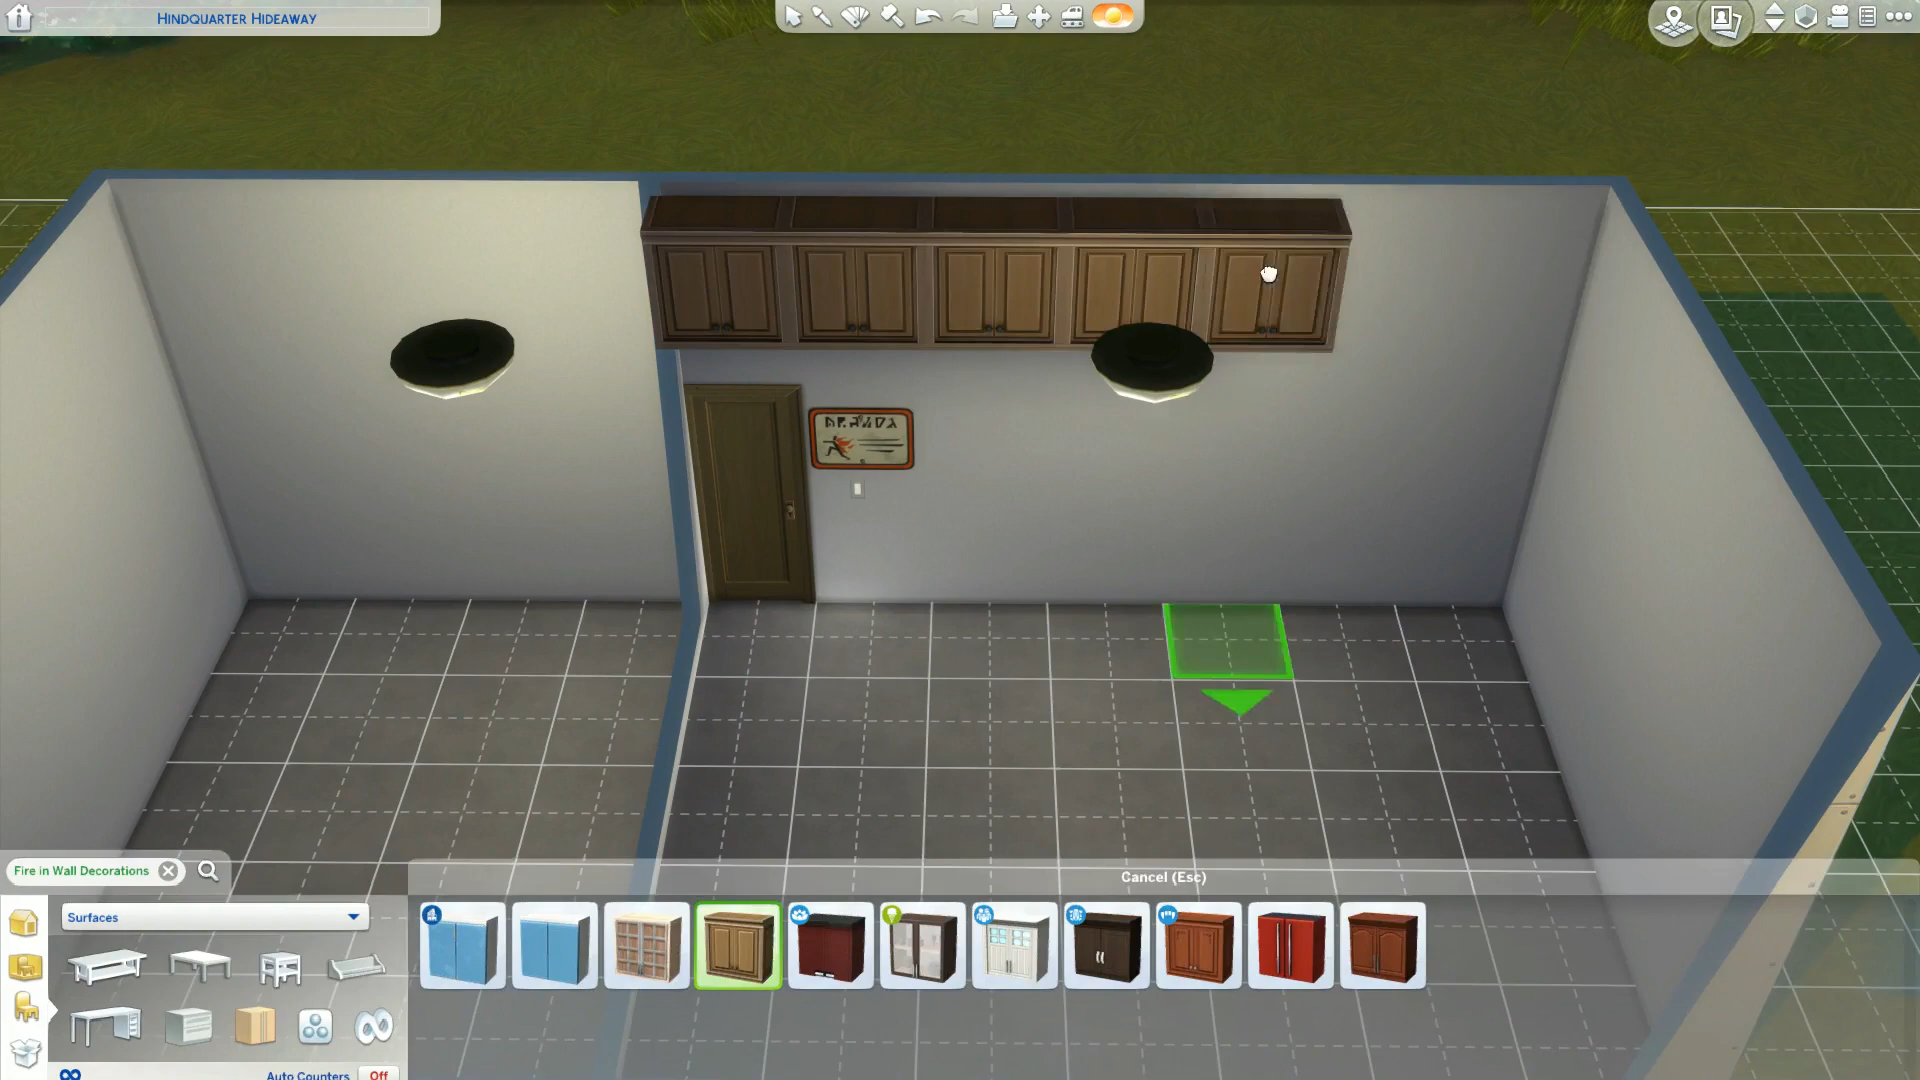 HINDQUARTER HIDEAWAY
Fire in Wall Decorations
Cancel (Esc)
Surfaces
Auto Counters Off